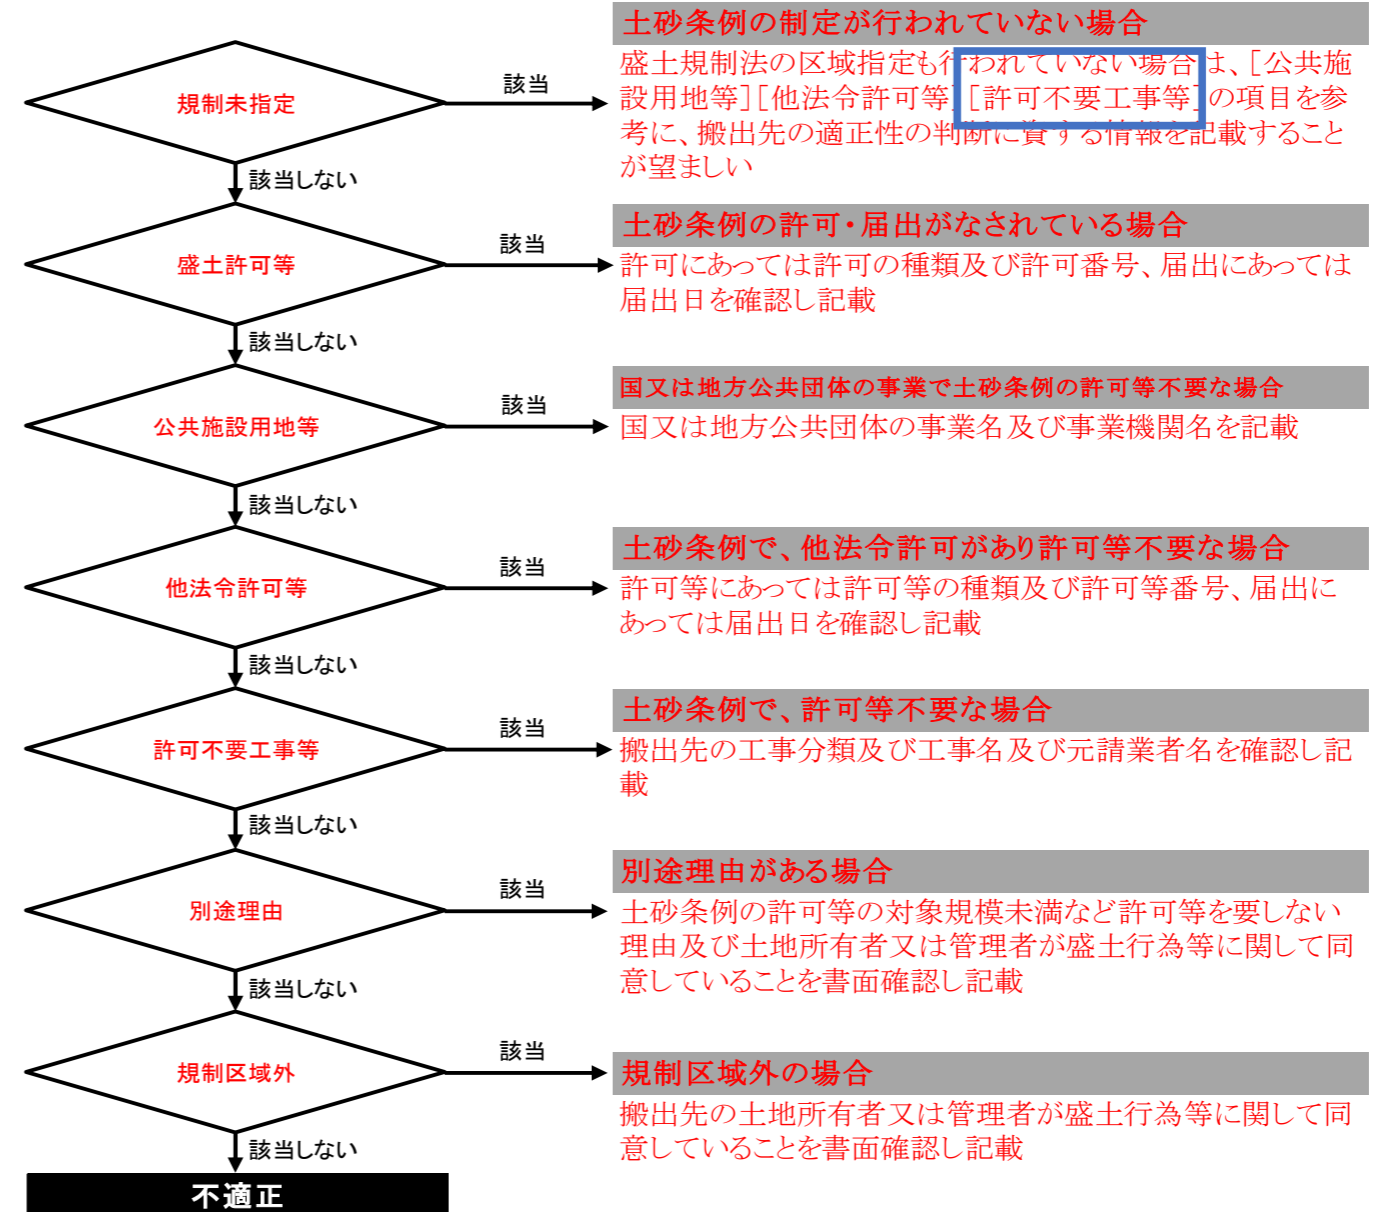 土砂条例の制定が行われていない場合
規制未指定
該当
盛土規制法の区域指定も行われていない場合は、[公共施
設用地等][他法令許可等][許可不要工事等]の項目を参
考に、搬出先の適正性の判断に資する情報を記載すること
が望ましい
該当しない
土砂条例の許可・届出がなされている場合
盛土許可等
該当
許可にあっては許可の種類及び許可番号、届出にあっては
届出日を確認し記載
該当しない
国又は地方公共団体の事業で土砂条例の許可等不要な場合
公共施設用地等
該当
国又は地方公共団体の事業名及び事業機関名を記載
該当しない
土砂条例で、他法令許可があり許可等不要な場合
他法令許可等
該当
許可等にあっては許可等の種類及び許可等番号、届出に
あっては届出日を確認し記載
該当しない
土砂条例で、許可等不要な場合
許可不要工事等
該当
搬出先の工事分類及び工事名及び元請業者名を確認し記
載
該当しない
別途理由がある場合
別途理由
該当
土砂条例の許可等の対象規模未満など許可等を要しない
理由及び土地所有者又は管理者が盛土行為等に関して同
意していることを書面確認し記載
該当しない
規制区域外の場合
規制区域外
該当
搬出先の土地所有者又は管理者が盛土行為等に関して同
意していることを書面確認し記載
該当しない
不適正